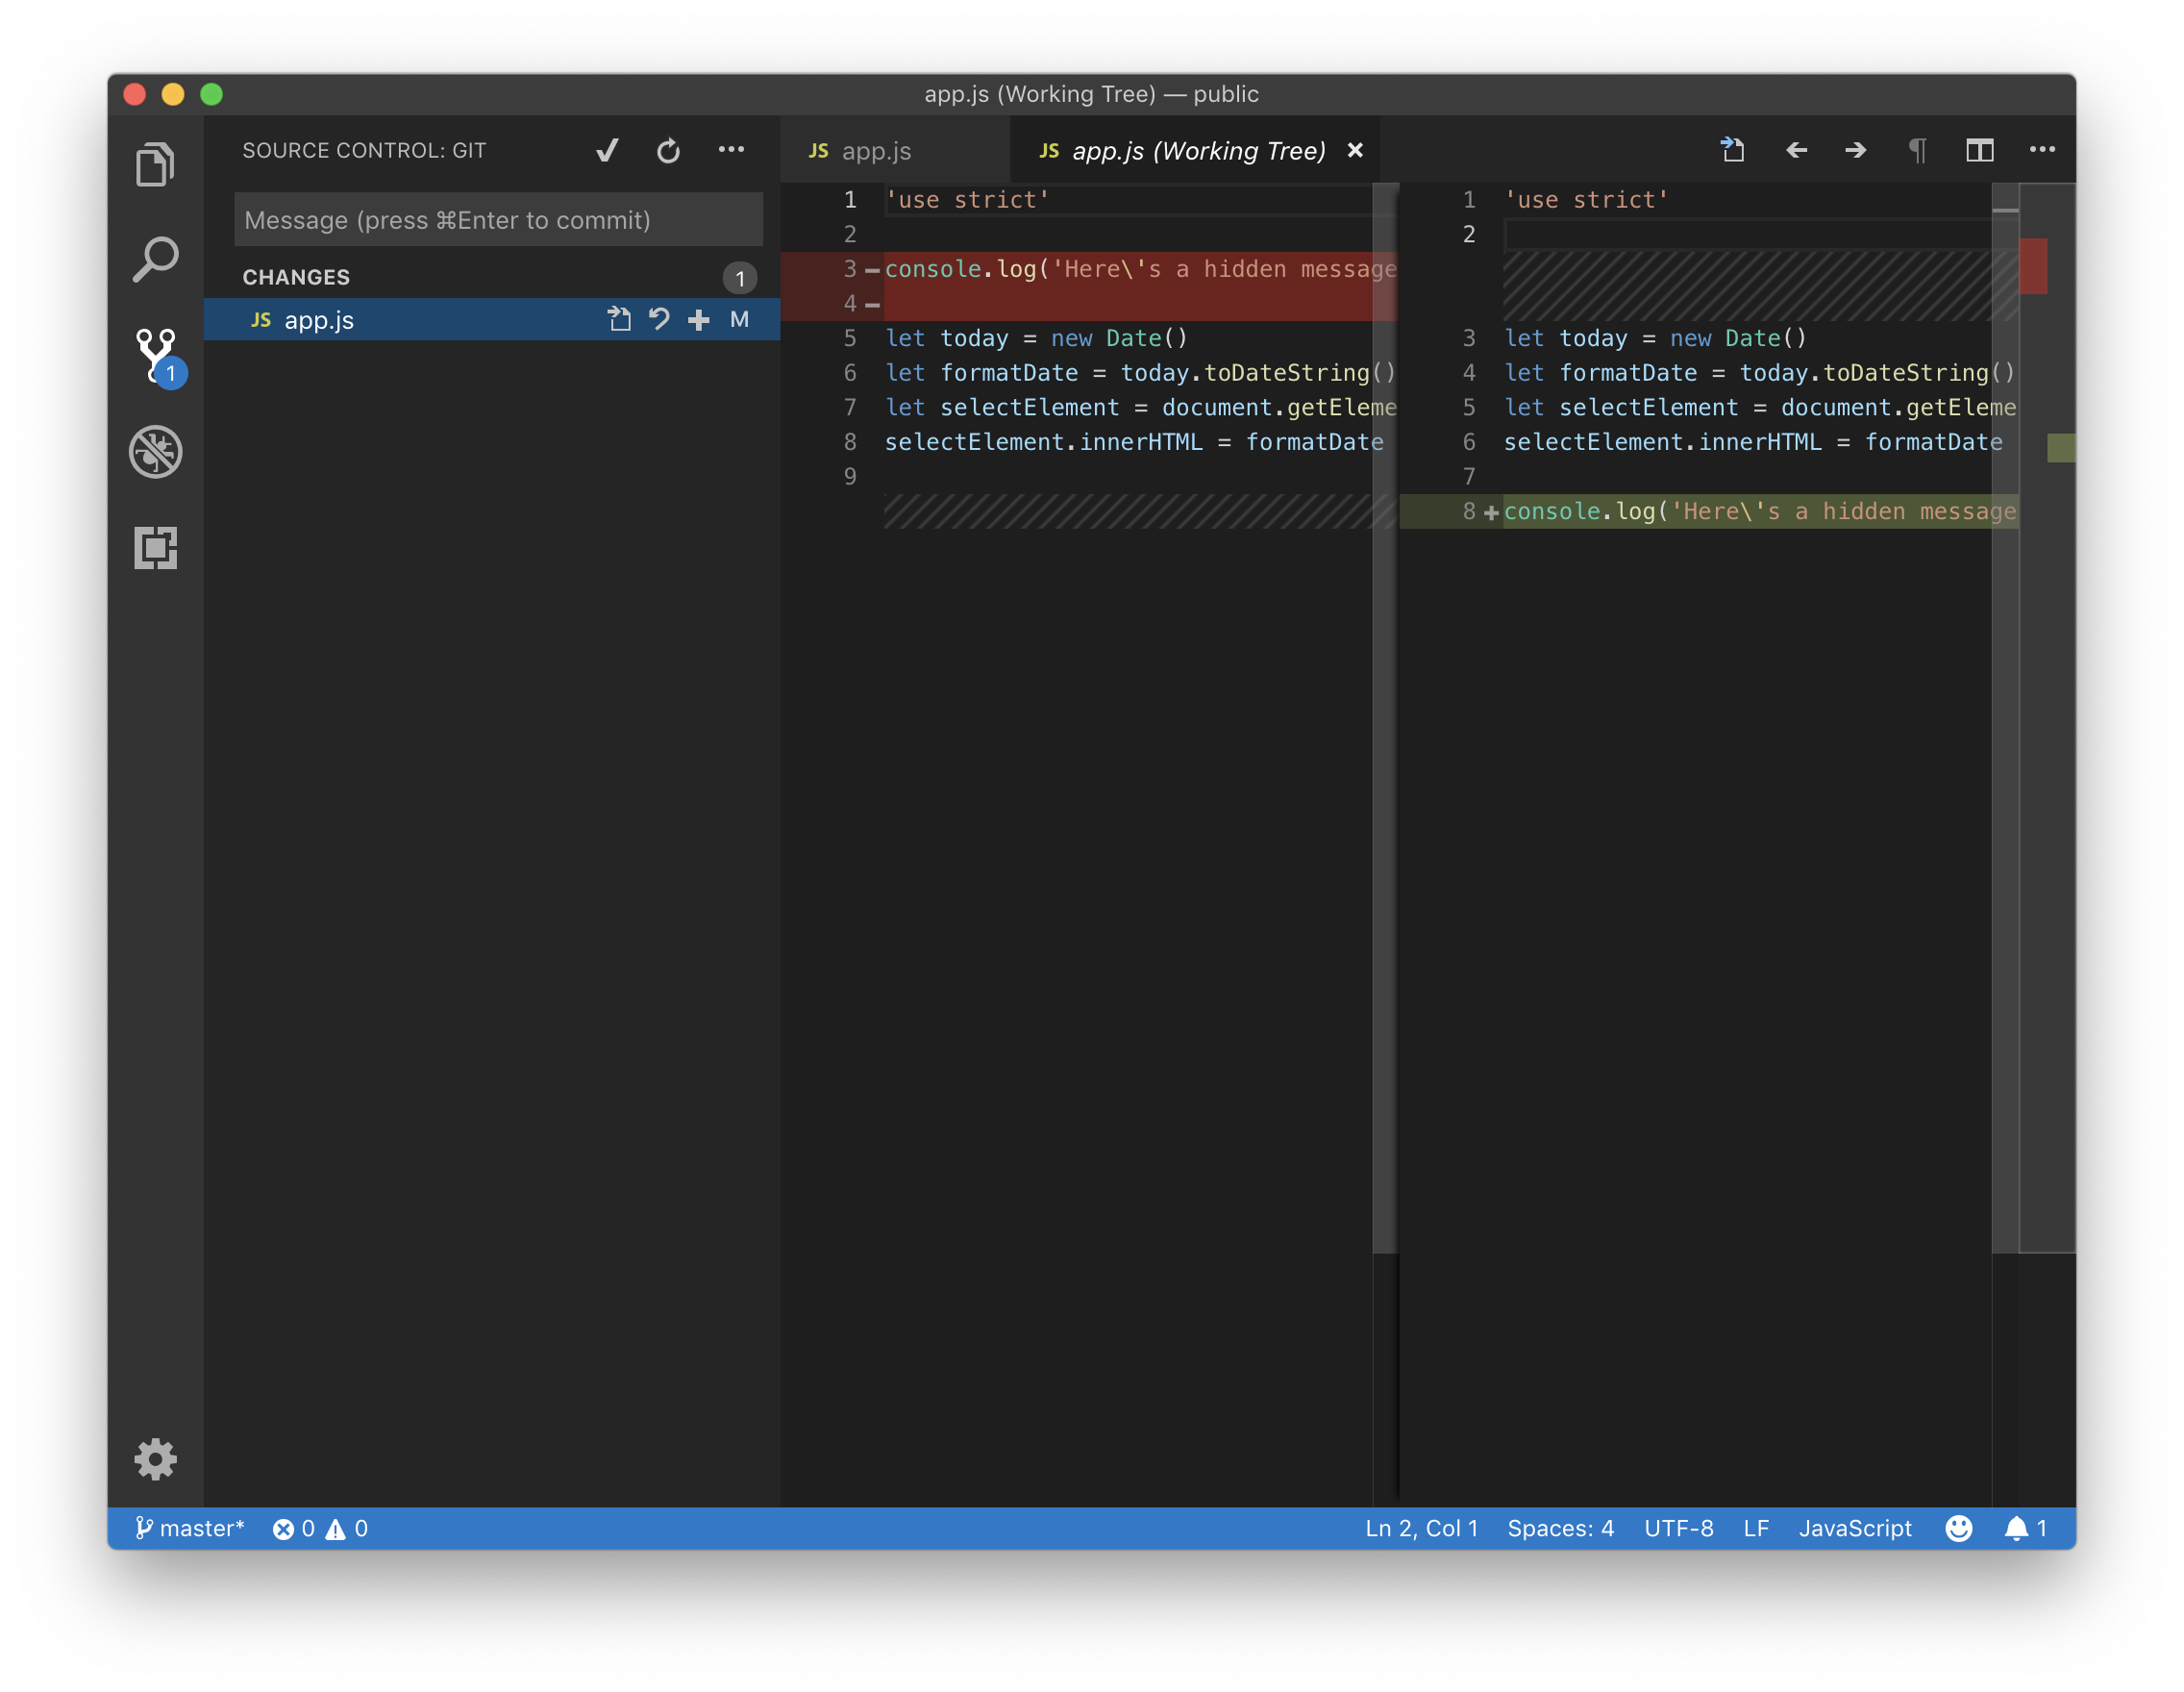 app.js (Working Tree) — public
SOURCE CONTROL: GIT
Message (press ⌘Enter to commit)
CHANGES 1
JS app.js M
1
JS app.js
JS app.js (Working Tree)
1 'use strict'
2
3 console.log('Here\'s a hidden message
4
5 let today = new Date()
6 let formatDate = today.toDateString()
7 let selectElement = document.getEleme
8 selectElement.innerHTML = formatDate
9
1 'use strict'
2
3 let today = new Date()
4 let formatDate = today.toDateString()
5 let selectElement = document.getEleme
6 selectElement.innerHTML = formatDate
7
8 + console.log('Here\'s a hidden message
master* 0 0 Ln 2, Col 1 Spaces: 4 UTF-8 LF JavaScript 1